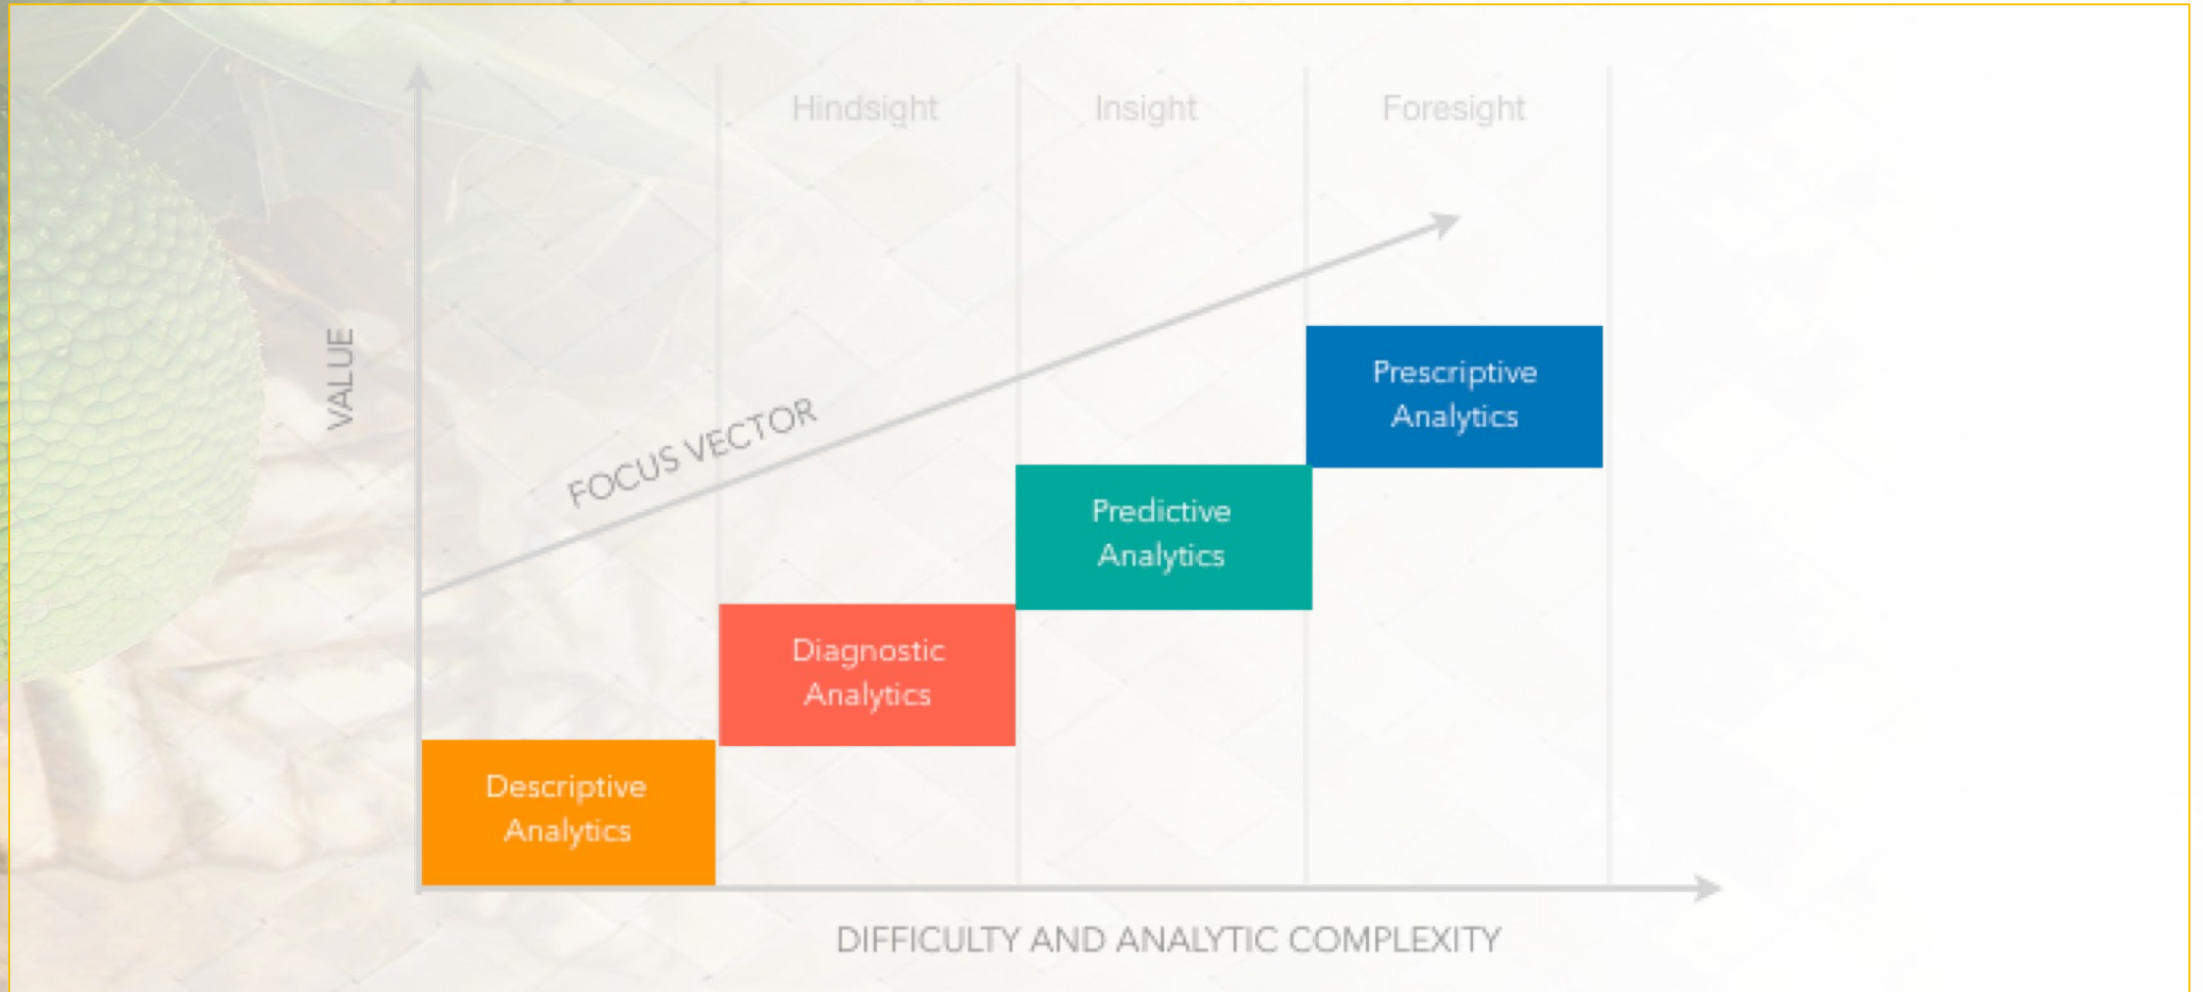 Hindsight
Insight
Foresight
VALUE
FOCUS VECTOR
Prescriptive
Analytics
Predictive
Analytics
Diagnostic
Analytics
Descriptive
Analytics
DIFFICULTY AND ANALYTIC COMPLEXITY